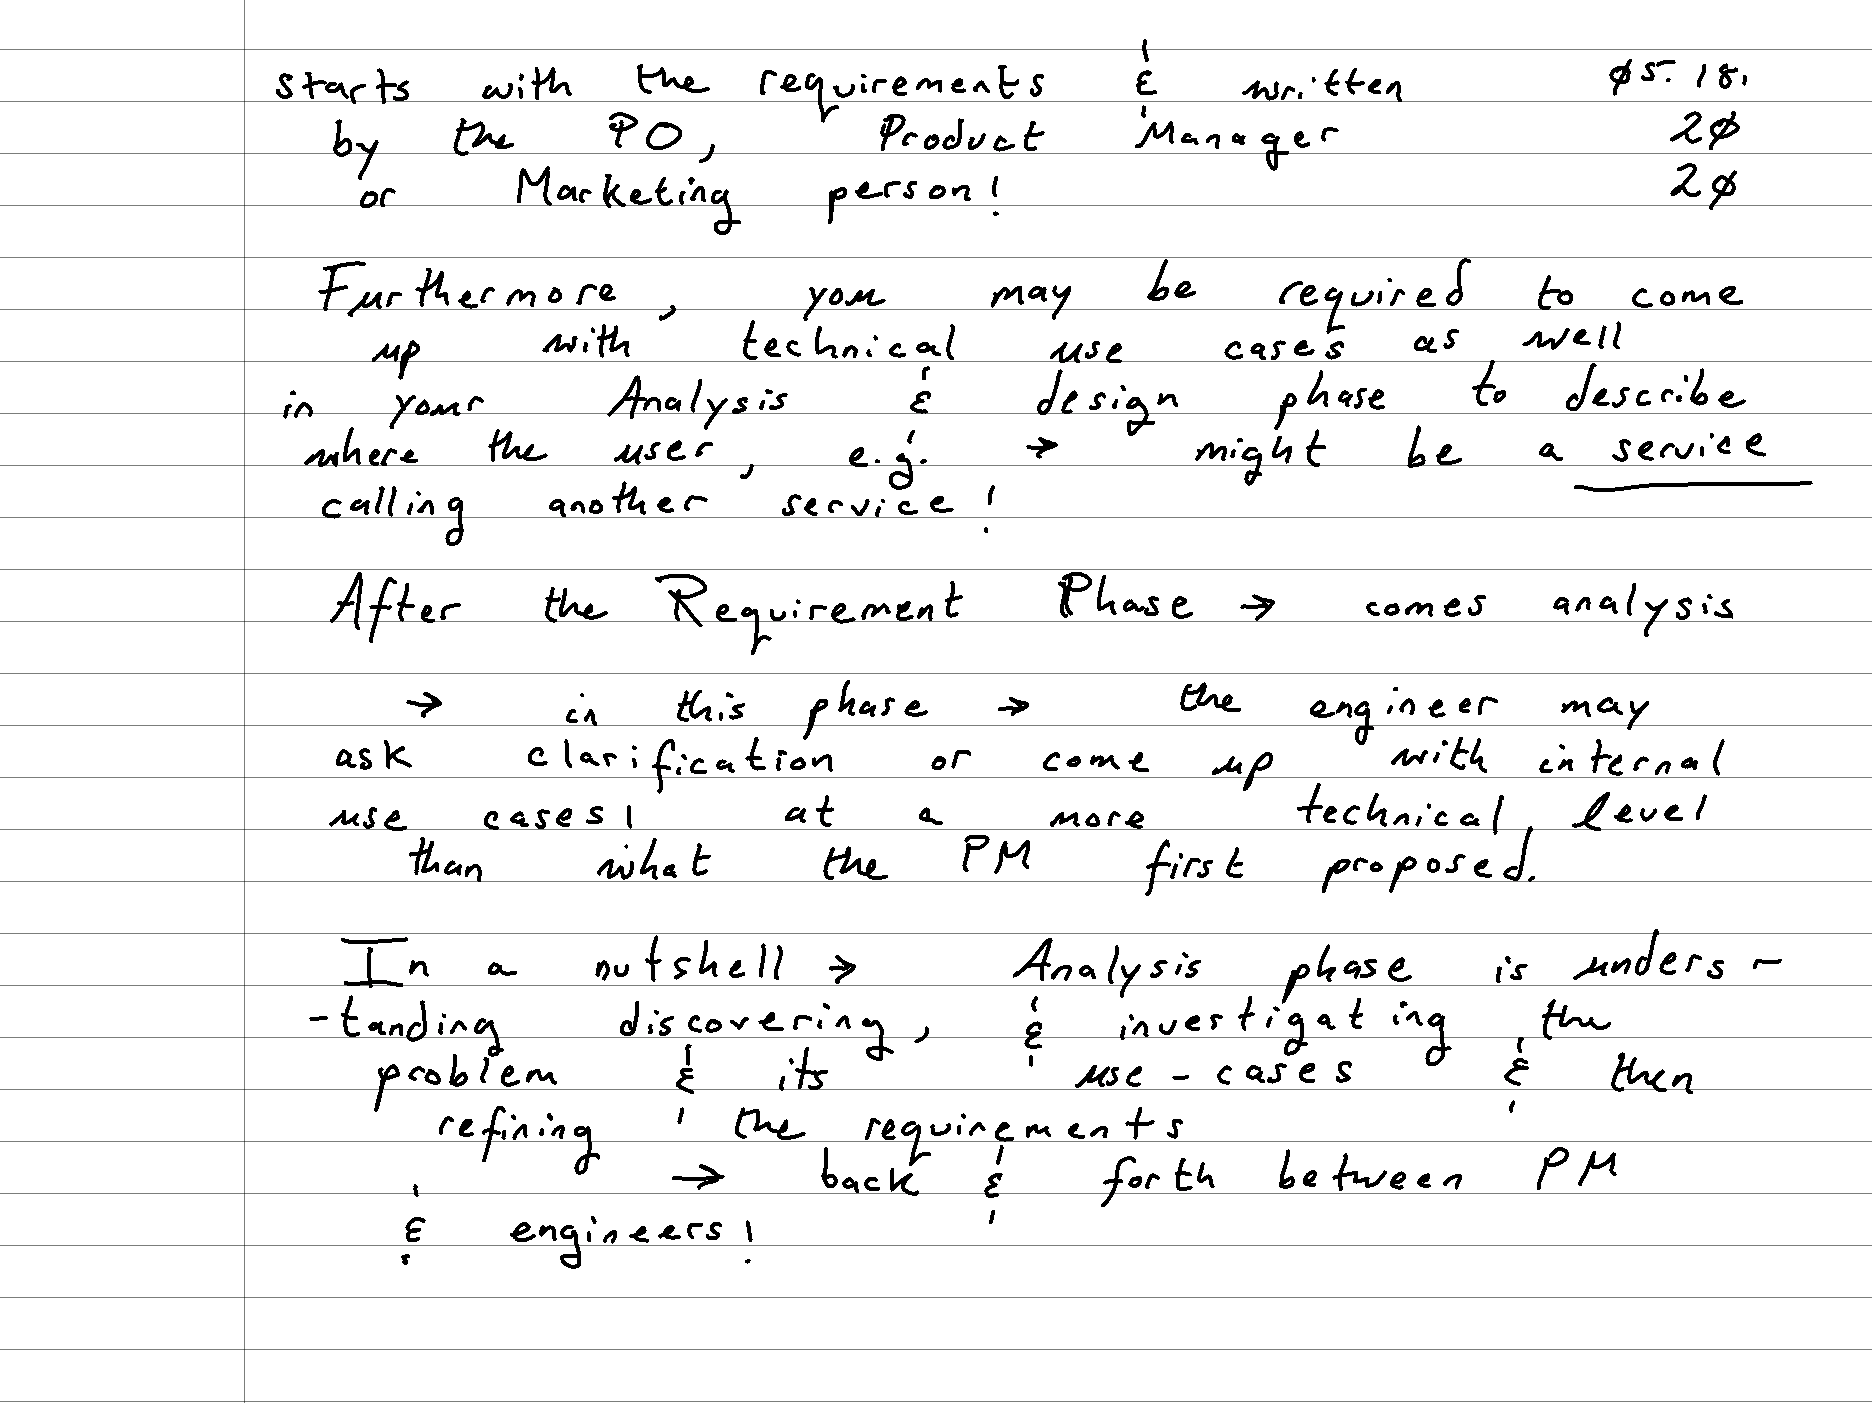 starts with the requirements & written ø5. 18.
by the PO, Product Manager 2ø
or Marketing person! 2ø
Furthermore, you may be required to come
up with technical use cases as well
in your Analysis & design phase to describe
where the user, e.g. → might be a service
calling another service!
After the Requirement Phase → comes analysis
→ in this phase → the engineer may
ask clarification or come up with internal
use cases! at a more technical level
than what the PM first proposed.
In a nutshell → Analysis phase is unders-
-tanding discovering, & investigating the
problem & its use-cases & then
refining the requirements
→ back & forth between PM
& engineers!